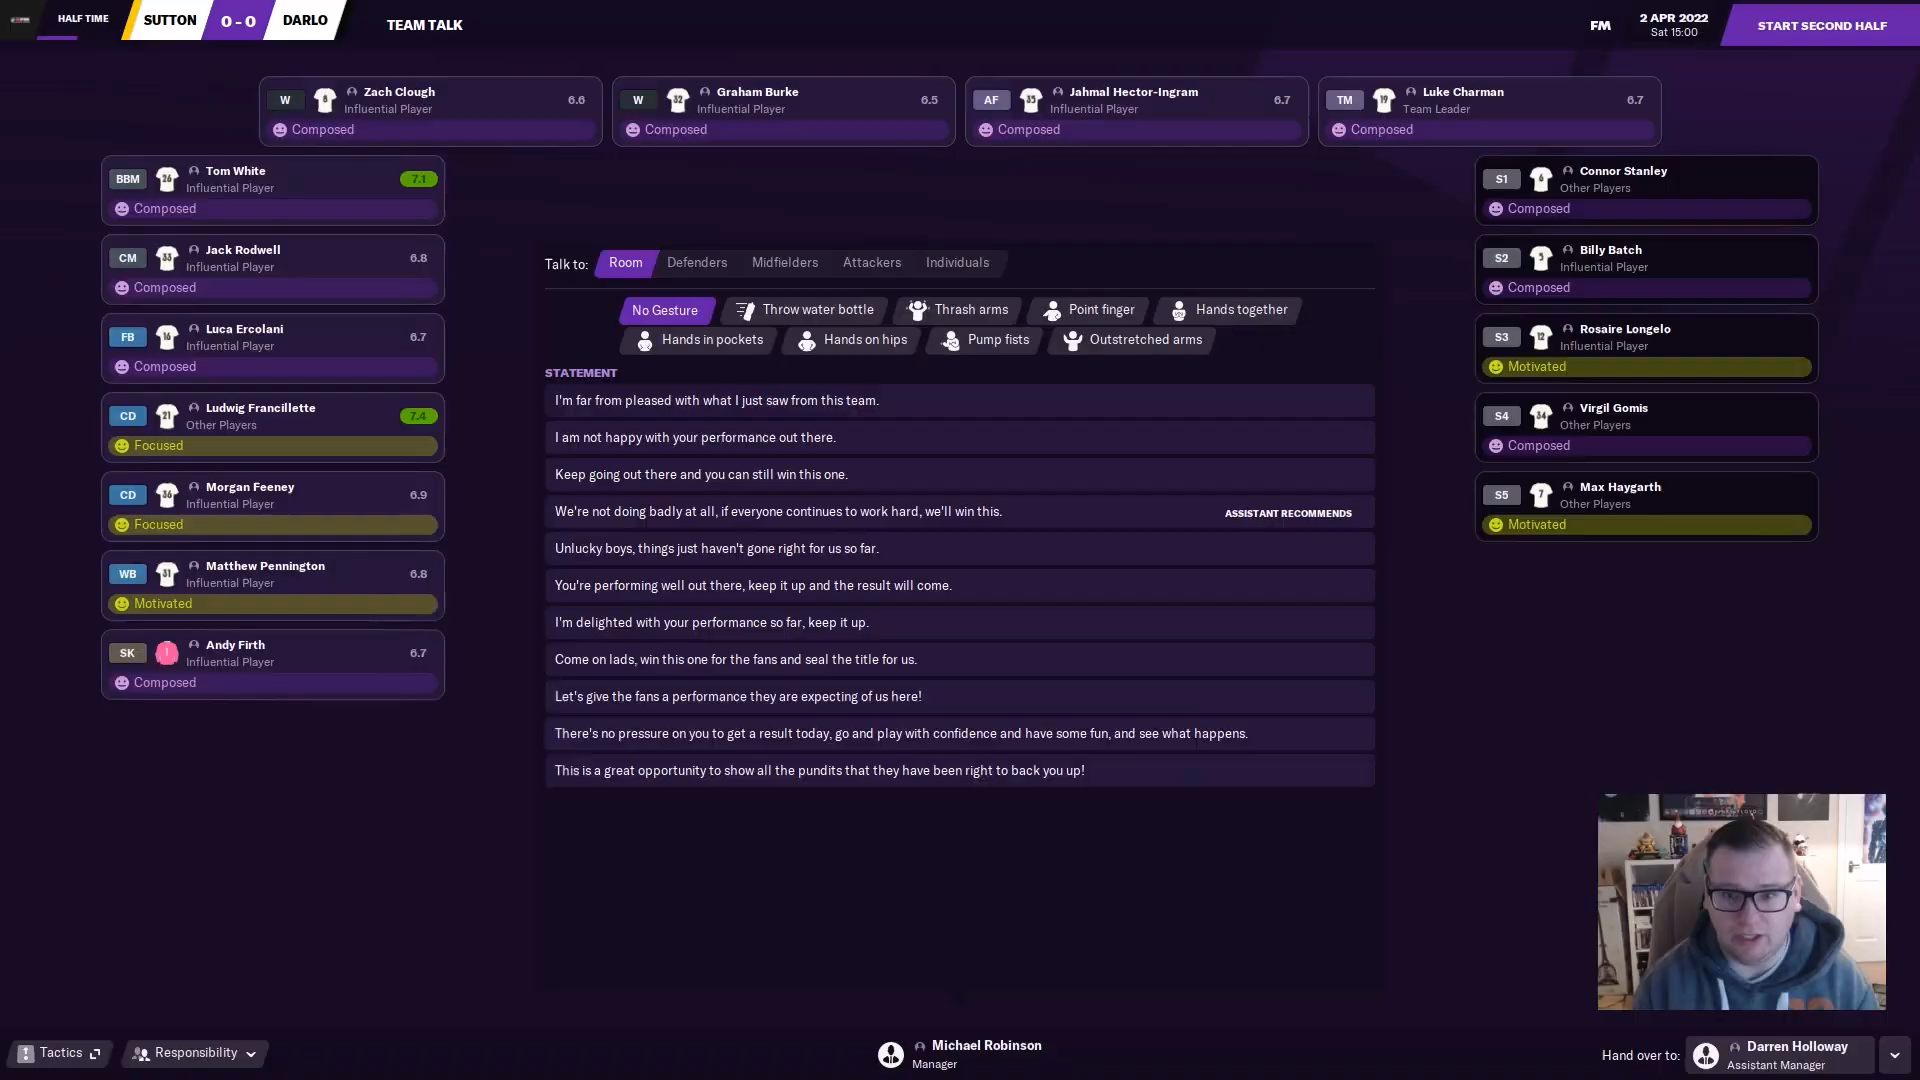 HALF TIME
SUTTON 0 - 0 DARLO
TEAM TALK
FM
2 APR 2022
Sat 15:00
START SECOND HALF
W 8 Zach Clough
Influential Player
6.6
Composed
W 32 Graham Burke
Influential Player
6.5
Composed
AF 35 Jahmal Hector-Ingram
Influential Player
6.7
Composed
TM 19 Luke Charman
Team Leader
6.7
Composed
BBM 26 Tom White
Influential Player
7.1
Composed
CM 33 Jack Rodwell
Influential Player
6.8
Composed
FB 16 Luca Ercolani
Influential Player
6.7
Composed
CD 21 Ludwig Francillette
Other Players
7.4
Focused
CD 36 Morgan Feeney
Influential Player
6.9
Focused
WB 31 Matthew Pennington
Influential Player
6.8
Motivated
SK 1 Andy Firth
Influential Player
6.7
Composed
Talk to: Room Defenders Midfielders Attackers Individuals
No Gesture Throw water bottle Thrash arms Point finger Hands together
Hands in pockets Hands on hips Pump fists Outstretched arms
STATEMENT
I'm far from pleased with what I just saw from this team.
I am not happy with your performance out there.
Keep going out there and you can still win this one.
We're not doing badly at all, if everyone continues to work hard, we'll win this. ASSISTANT RECOMMENDS
Unlucky boys, things just haven't gone right for us so far.
You're performing well out there, keep it up and the result will come.
I'm delighted with your performance so far, keep it up.
Come on lads, win this one for the fans and seal the title for us.
Let's give the fans a performance they are expecting of us here!
There's no pressure on you to get a result today, go and play with confidence and have some fun, and see what happens.
This is a great opportunity to show all the pundits that they have been right to back you up!
S1 6 Connor Stanley
Other Players
Composed
S2 5 Billy Batch
Influential Player
Composed
S3 12 Rosaire Longelo
Influential Player
Motivated
S4 34 Virgil Gomis
Other Players
Composed
S5 7 Max Haygarth
Other Players
Motivated
Tactics
Responsibility
Michael Robinson
Manager
Hand over to:
Darren Holloway
Assistant Manager